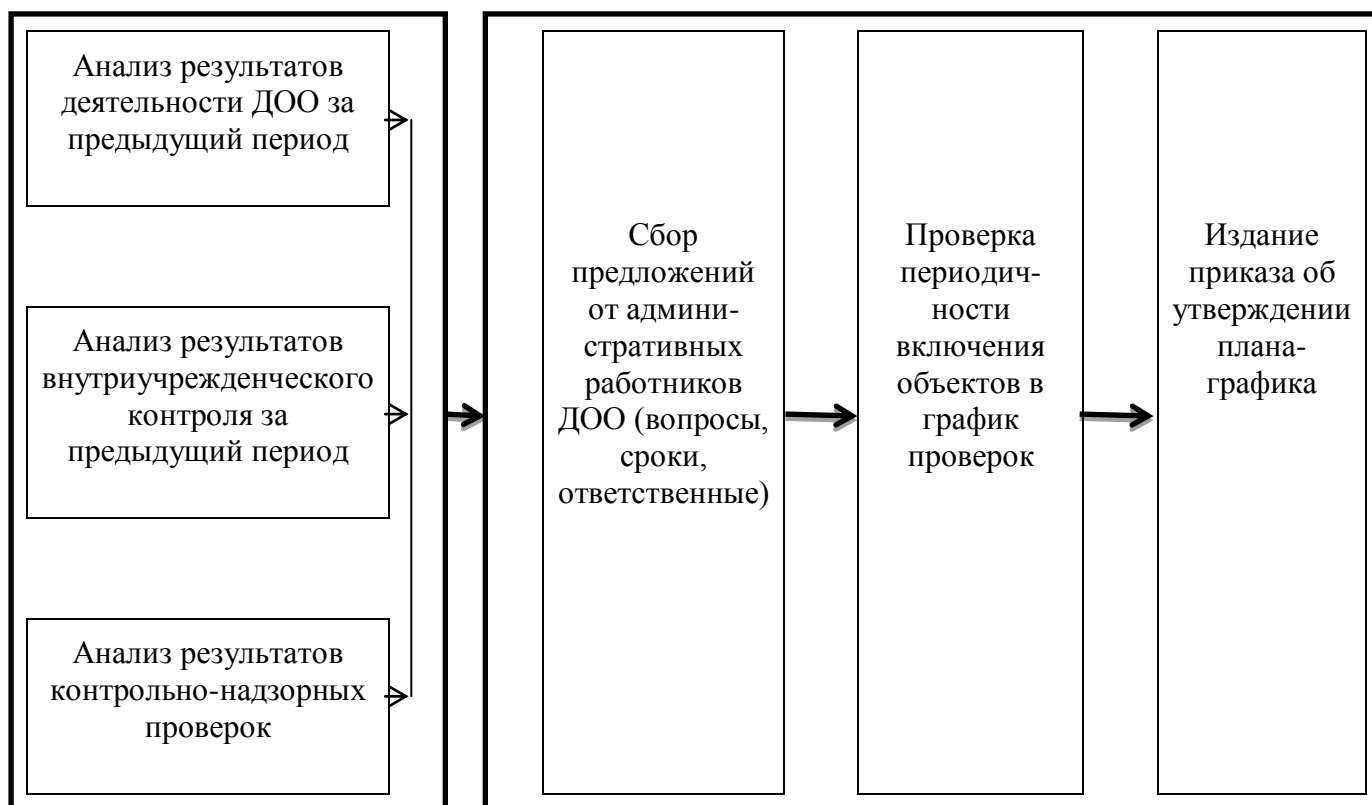 Анализ результатов
деятельности ДОО за
предыдущий период
Анализ результатов
внутриучрежденческого
контроля за
предыдущий период
Анализ результатов
контрольно-надзорных
проверок
Сбор
предложений
от админи-
стративных
работников
ДОО (вопросы,
сроки,
ответственные)
Проверка
периодич-
ности
включения
объектов в
график
проверок
Издание
приказа об
утверждении
плана-
графика